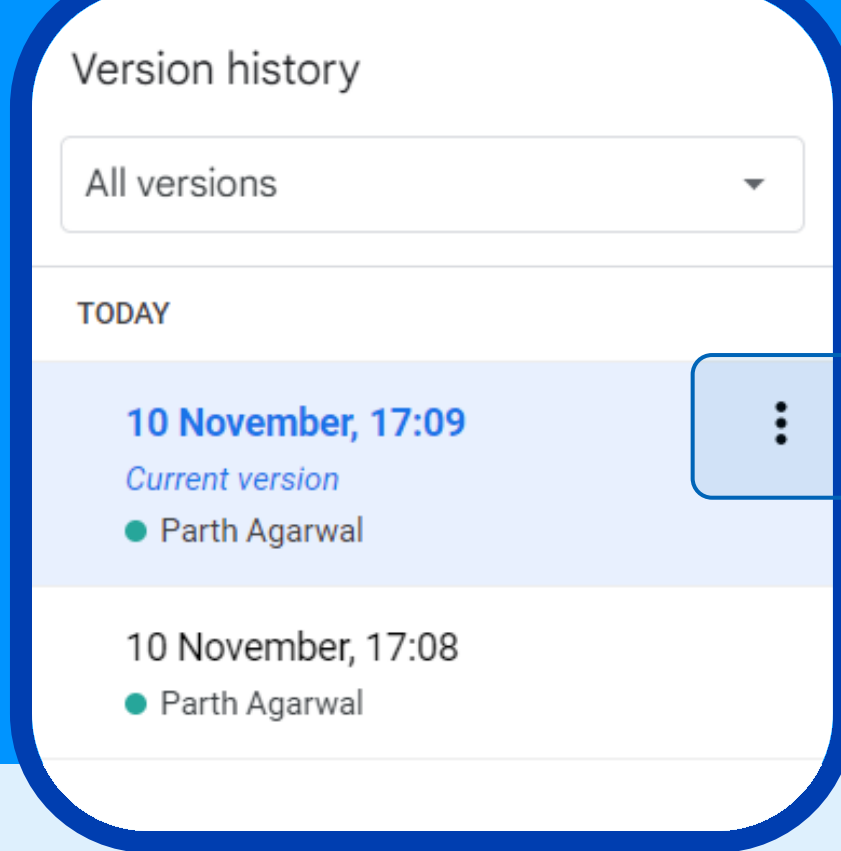 Version history
All versions
TODAY
10 November, 17:09
Current version
Parth Agarwal
10 November, 17:08
Parth Agarwal